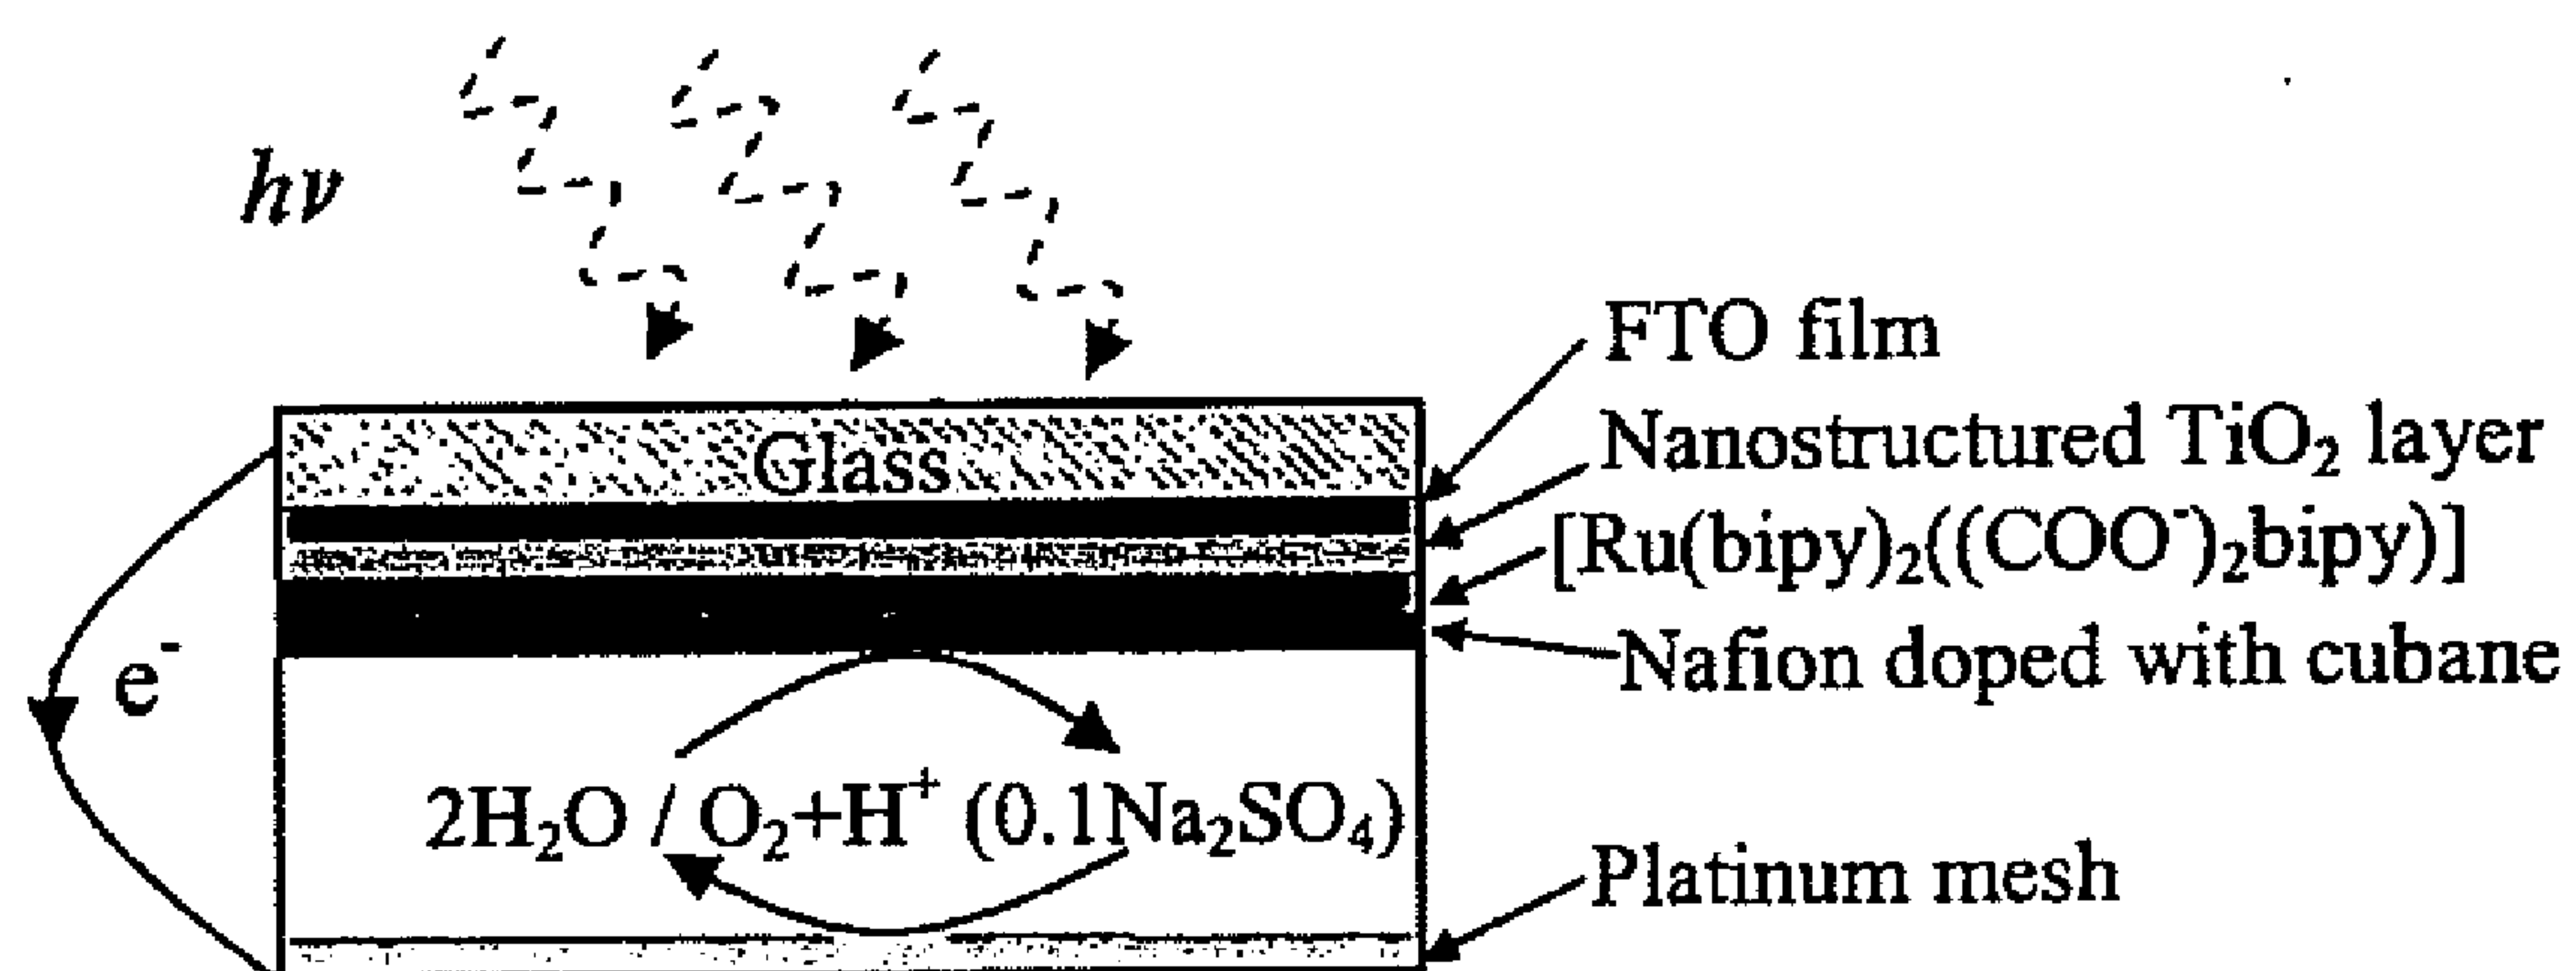 hν
FTO film
Glass
Nanostructured TiO₂ layer
[Ru(bipy)₂((COO⁻)₂bipy)]
e⁻
Nafion doped with cubane
2H₂O / O₂+H⁺ (0.1Na₂SO₄)
Platinum mesh